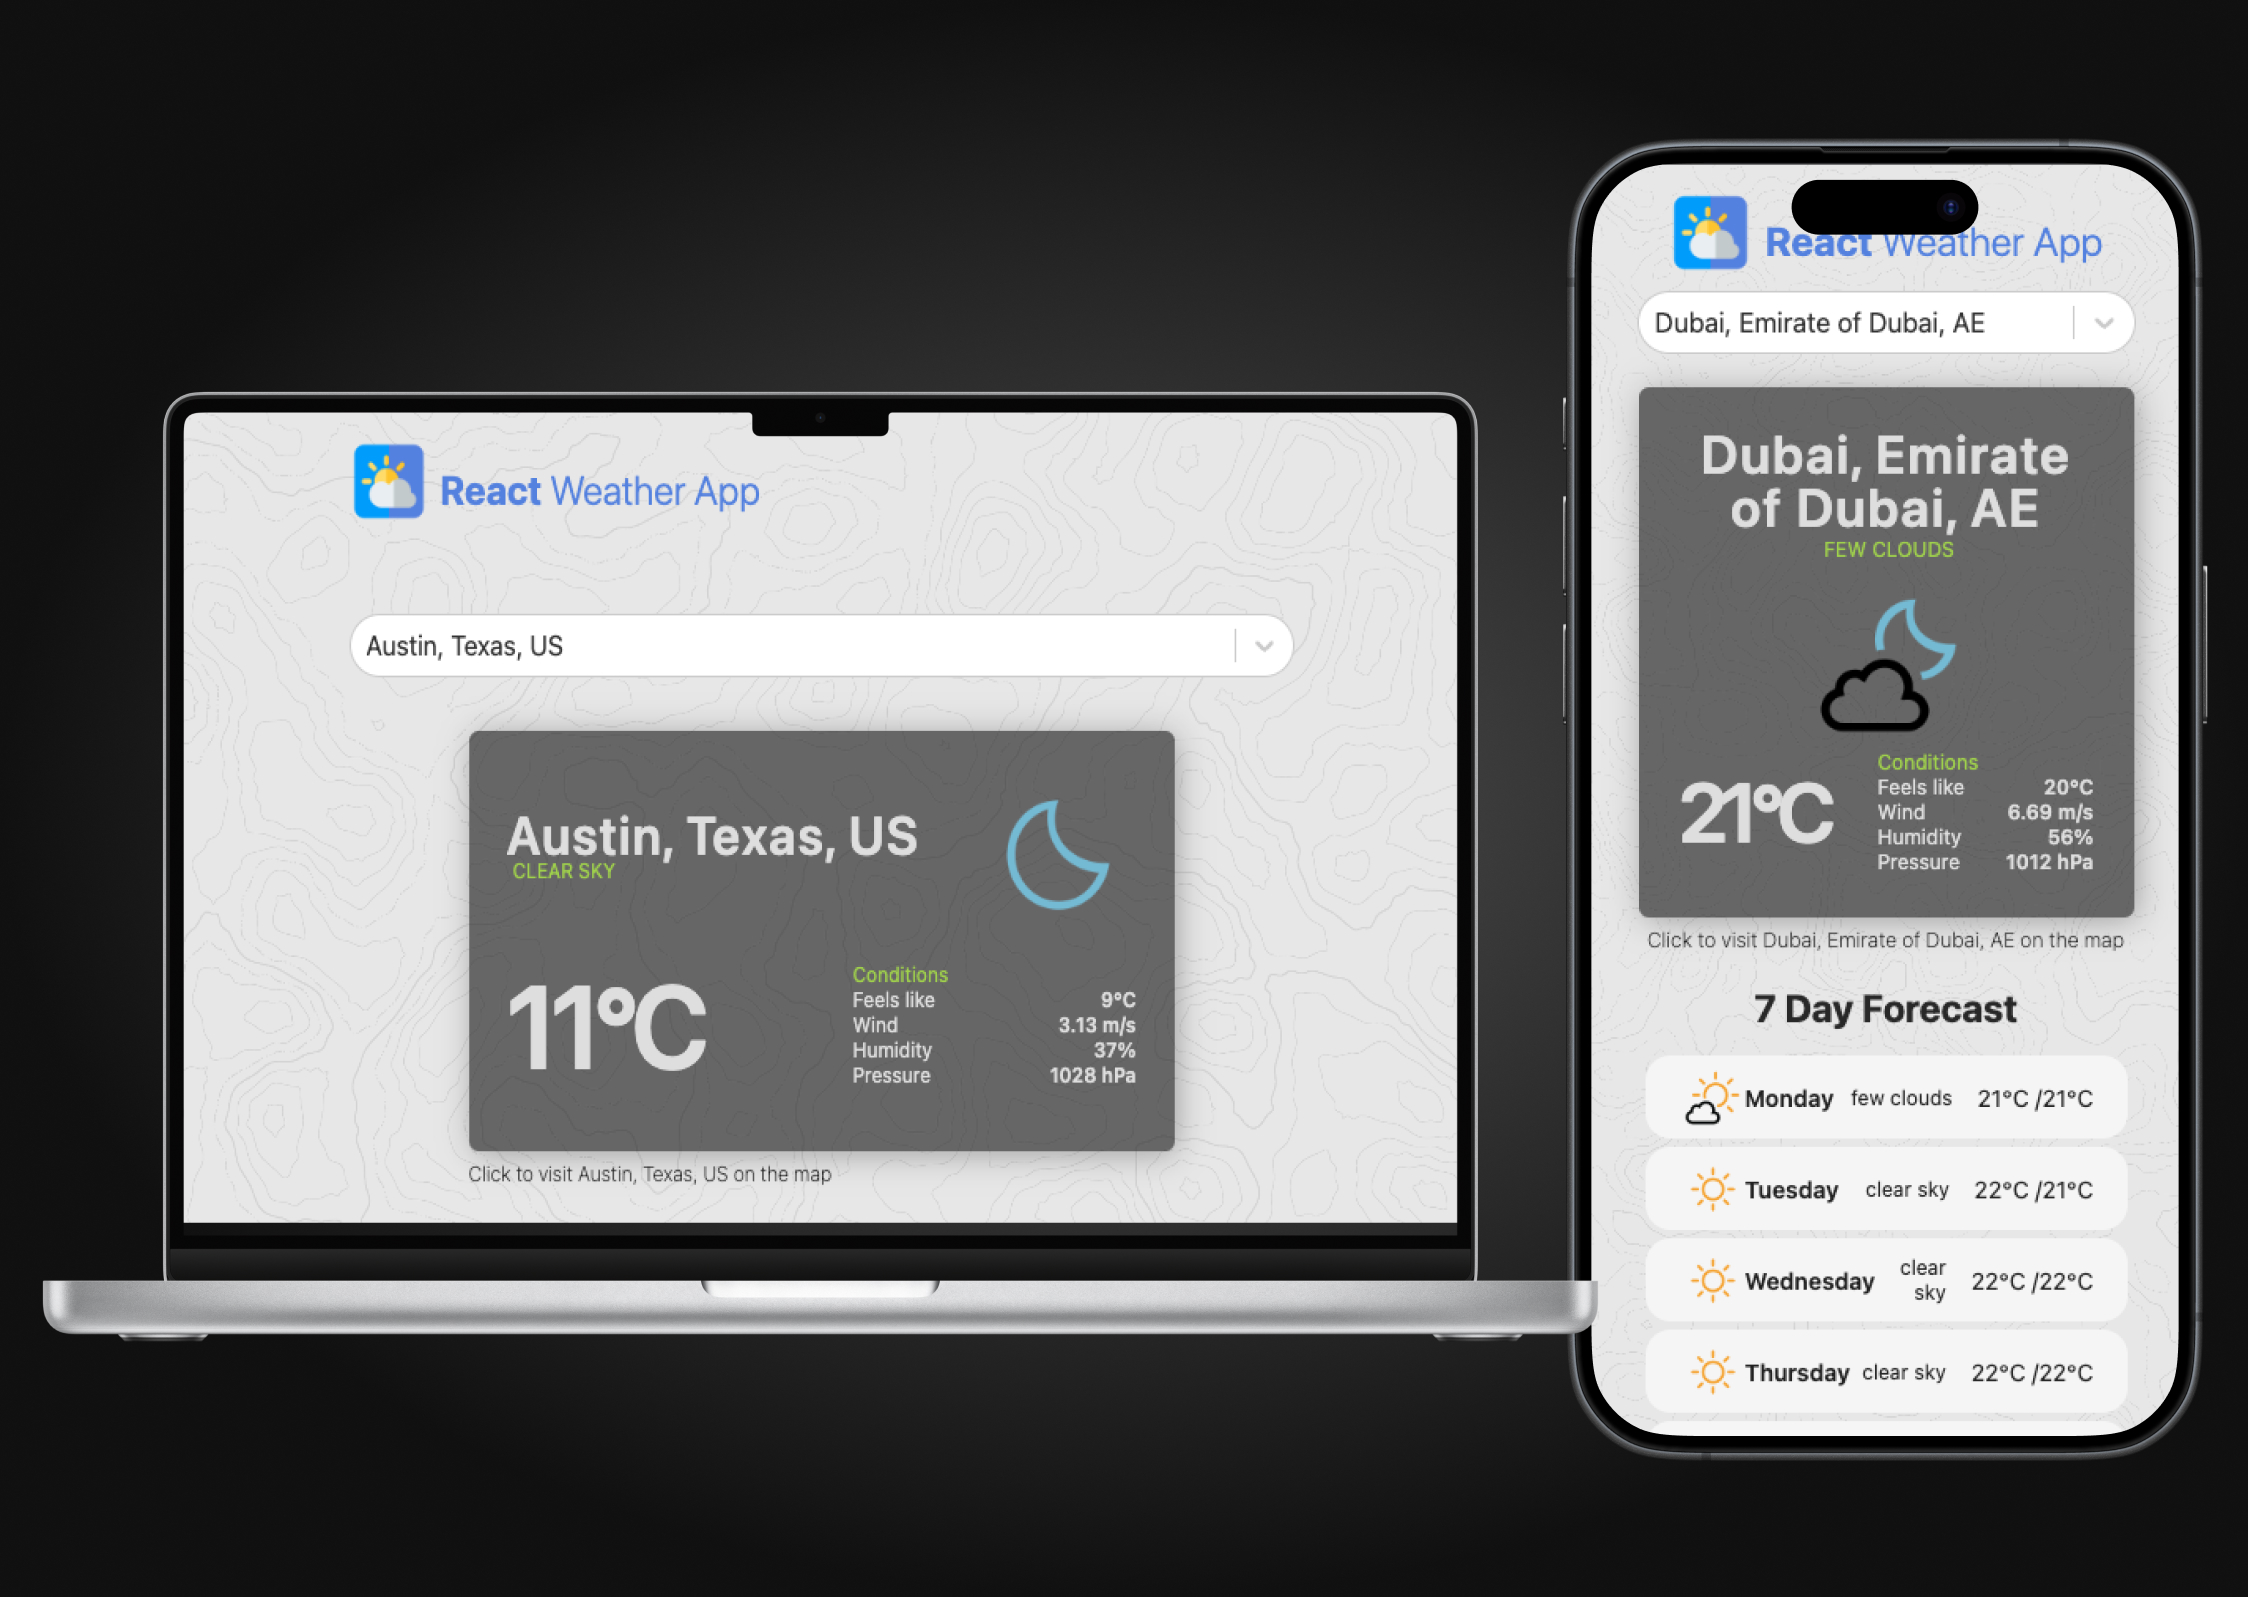 React Weather App
Austin, Texas, US
Austin, Texas, US
CLEAR SKY
11°C
Conditions
Feels like 9°C
Wind 3.13 m/s
Humidity 37%
Pressure 1028 hPa
Click to visit Austin, Texas, US on the map
React Weather App
Dubai, Emirate of Dubai, AE
Dubai, Emirate
of Dubai, AE
FEW CLOUDS
21°C
Conditions
Feels like 20°C
Wind 6.69 m/s
Humidity 56%
Pressure 1012 hPa
Click to visit Dubai, Emirate of Dubai, AE on the map
7 Day Forecast
Monday few clouds 21°C /21°C
Tuesday clear sky 22°C /21°C
Wednesday clear sky 22°C /22°C
Thursday clear sky 22°C /22°C